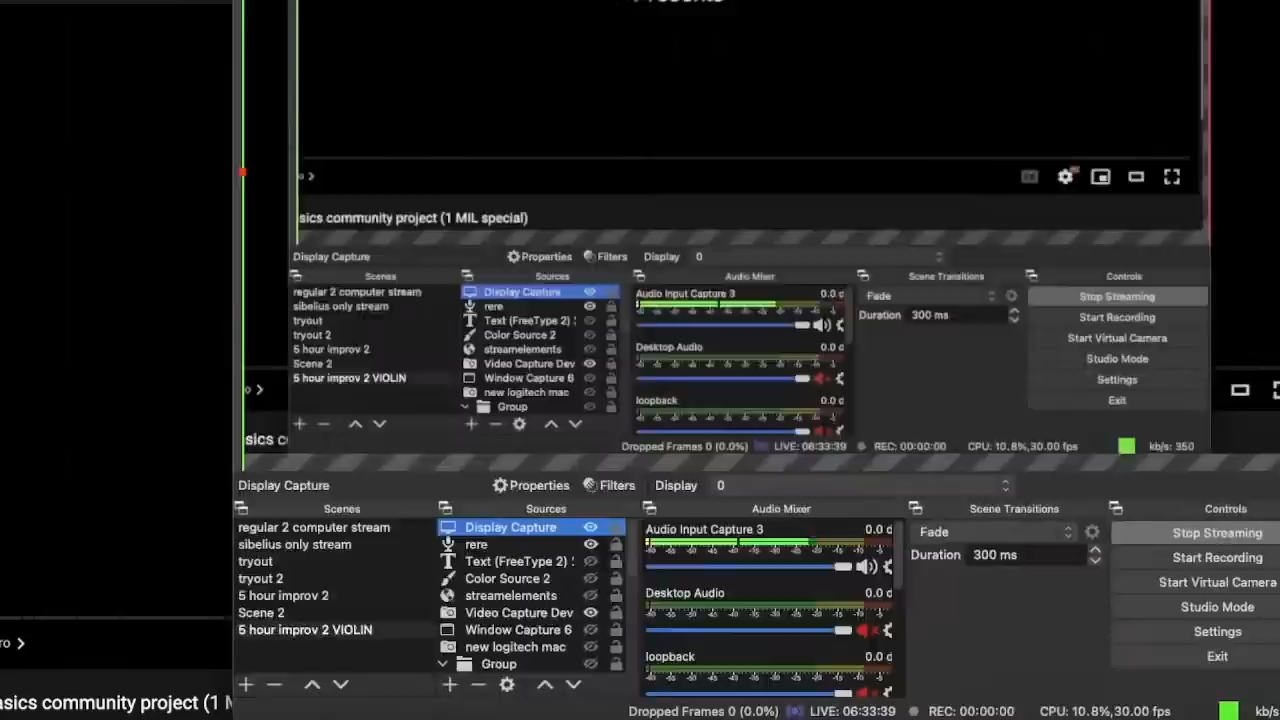 sics community project (1 MIL special)
Display Capture Properties Filters Display 0
Scenes Sources Audio Mixer Scene Transitions Controls
regular 2 computer stream Display Capture Audio Input Capture 3 0.0 d Fade Stop Streaming
sibelius only stream rere Duration 300 ms Start Recording
tryout Text (FreeType 2) Start Virtual Camera
tryout 2 Color Source 2 Desktop Audio 0.0 d Studio Mode
5 hour improv 2 streamelements Settings
Scene 2 Video Capture Dev Exit
5 hour improv 2 VIOLIN Window Capture 6
new logitech mac loopback 0.0 d
Group
sics co
Dropped Frames 0 (0.0%) LIVE: 06:33:39 REC: 00:00:00 CPU: 10.8%,30.00 fps kb/s: 350
Display Capture Properties Filters Display 0
Scenes Sources Audio Mixer Scene Transitions Controls
regular 2 computer stream Display Capture Audio Input Capture 3 0.0 d Fade Stop Streaming
sibelius only stream rere Duration 300 ms Start Recording
tryout Text (FreeType 2) Start Virtual Camera
tryout 2 Color Source 2 Desktop Audio 0.0 d Studio Mode
5 hour improv 2 streamelements Settings
Scene 2 Video Capture Dev Exit
5 hour improv 2 VIOLIN Window Capture 6
new logitech mac loopback 0.0 d
Group
ro
asics community project (1 M
Dropped Frames 0 (0.0%) LIVE: 06:33:39 REC: 00:00:00 CPU: 10.8%,30.00 fps kb/s